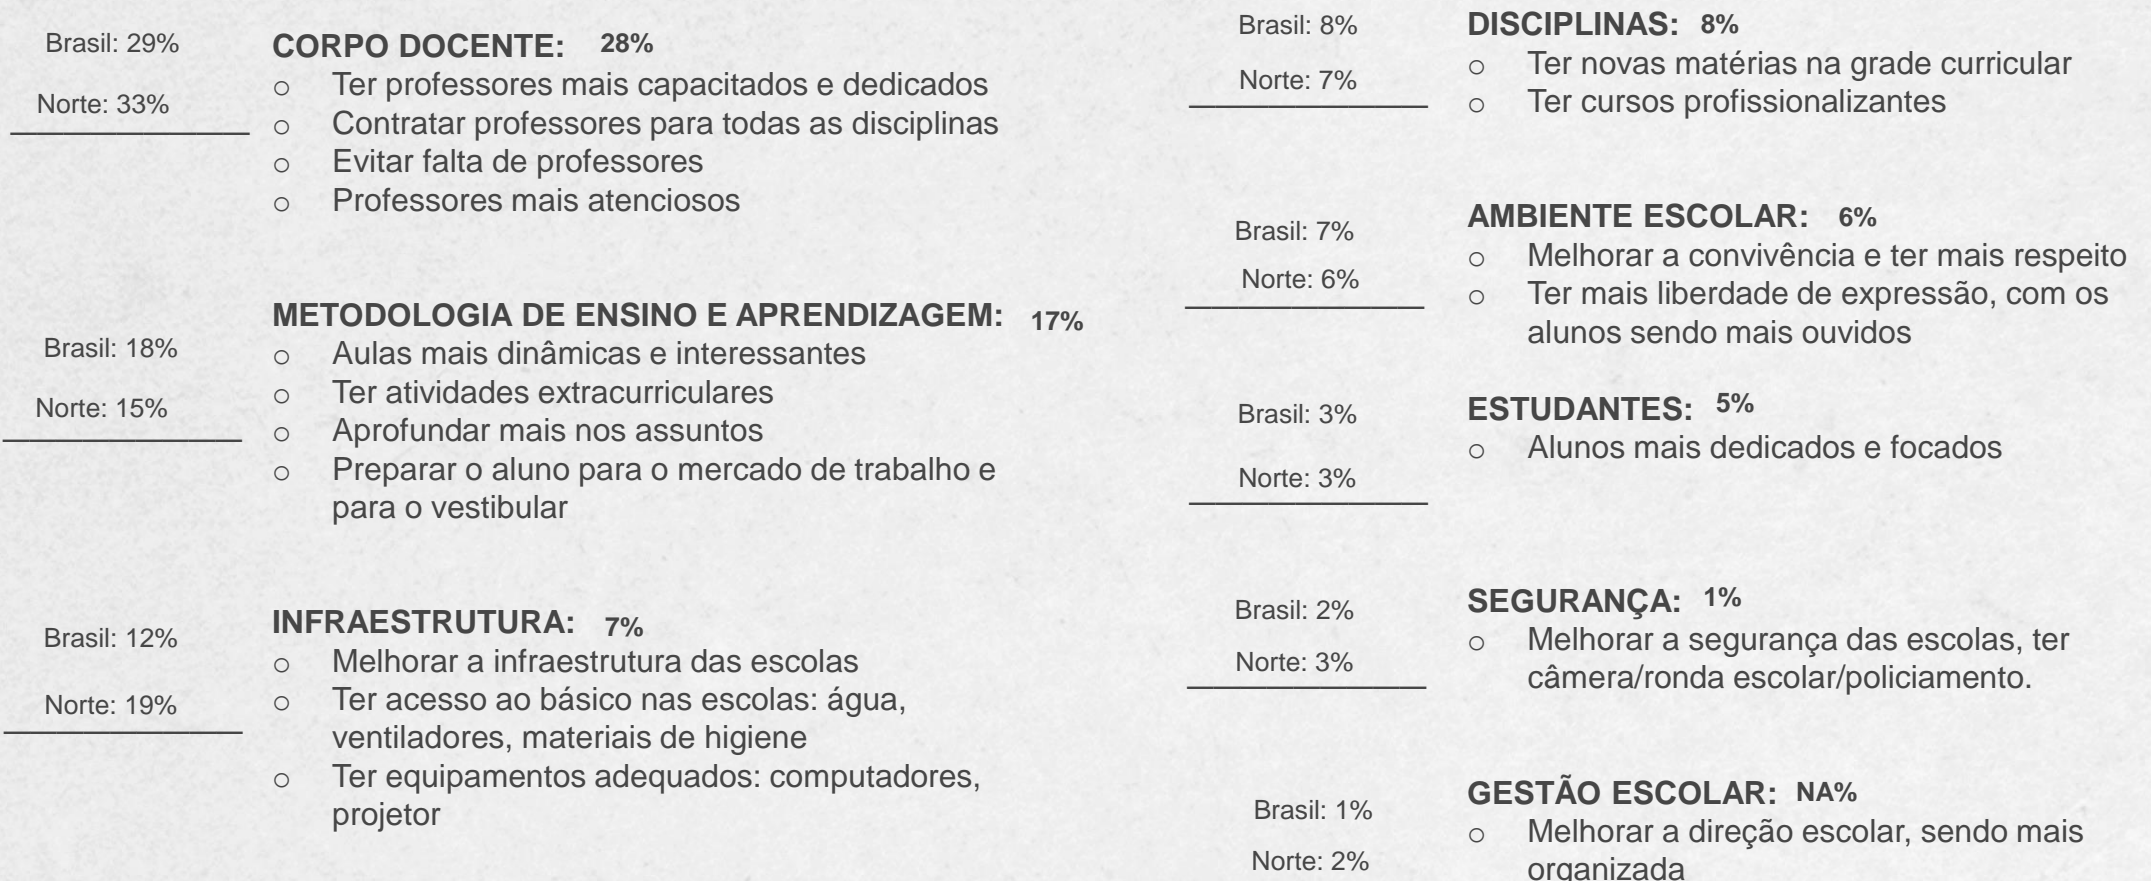 Brasil: 29%
Norte: 33%
CORPO DOCENTE: 28%
o Ter professores mais capacitados e dedicados
o Contratar professores para todas as disciplinas
o Evitar falta de professores
o Professores mais atenciosos
Brasil: 18%
Norte: 15%
METODOLOGIA DE ENSINO E APRENDIZAGEM: 17%
o Aulas mais dinâmicas e interessantes
o Ter atividades extracurriculares
o Aprofundar mais nos assuntos
o Preparar o aluno para o mercado de trabalho e
para o vestibular
Brasil: 12%
Norte: 19%
INFRAESTRUTURA: 7%
o Melhorar a infraestrutura das escolas
o Ter acesso ao básico nas escolas: água,
ventiladores, materiais de higiene
o Ter equipamentos adequados: computadores,
projetor
Brasil: 8%
Norte: 7%
DISCIPLINAS: 8%
o Ter novas matérias na grade curricular
o Ter cursos profissionalizantes
Brasil: 7%
Norte: 6%
AMBIENTE ESCOLAR: 6%
o Melhorar a convivência e ter mais respeito
o Ter mais liberdade de expressão, com os
alunos sendo mais ouvidos
Brasil: 3%
Norte: 3%
ESTUDANTES: 5%
o Alunos mais dedicados e focados
Brasil: 2%
Norte: 3%
SEGURANÇA: 1%
o Melhorar a segurança das escolas, ter
câmera/ronda escolar/policiamento.
Brasil: 1%
Norte: 2%
GESTÃO ESCOLAR: NA%
o Melhorar a direção escolar, sendo mais
organizada